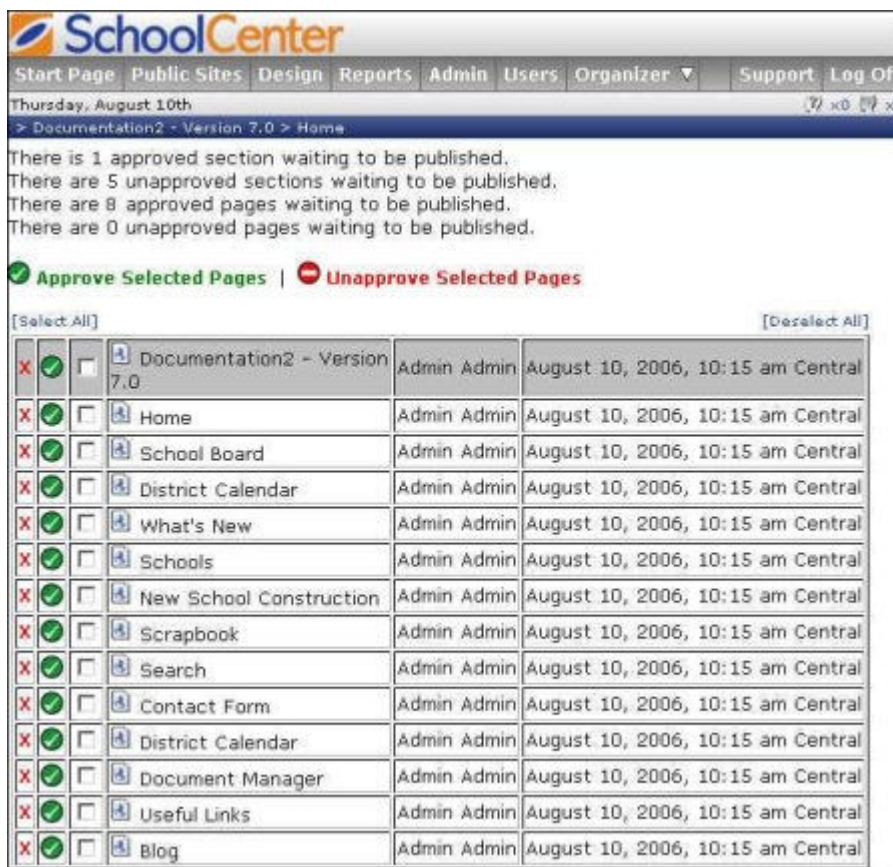 SchoolCenter
Start Page Public Sites Design Reports Admin Users Organizer Support Log Of
Thursday, August 10th x0 x
> Documentation2 - Version 7.0 > Home
There is 1 approved section waiting to be published.
There are 5 unapproved sections waiting to be published.
There are 8 approved pages waiting to be published.
There are 0 unapproved pages waiting to be published.
Approve Selected Pages | Unapprove Selected Pages
[Select All] [Deselect All]
X Documentation2 - Version 7.0 Admin Admin August 10, 2006, 10:15 am Central
X Home Admin Admin August 10, 2006, 10:15 am Central
X School Board Admin Admin August 10, 2006, 10:15 am Central
X District Calendar Admin Admin August 10, 2006, 10:15 am Central
X What's New Admin Admin August 10, 2006, 10:15 am Central
X Schools Admin Admin August 10, 2006, 10:15 am Central
X New School Construction Admin Admin August 10, 2006, 10:15 am Central
X Scrapbook Admin Admin August 10, 2006, 10:15 am Central
X Search Admin Admin August 10, 2006, 10:15 am Central
X Contact Form Admin Admin August 10, 2006, 10:15 am Central
X District Calendar Admin Admin August 10, 2006, 10:15 am Central
X Document Manager Admin Admin August 10, 2006, 10:15 am Central
X Useful Links Admin Admin August 10, 2006, 10:15 am Central
X Blog Admin Admin August 10, 2006, 10:15 am Central